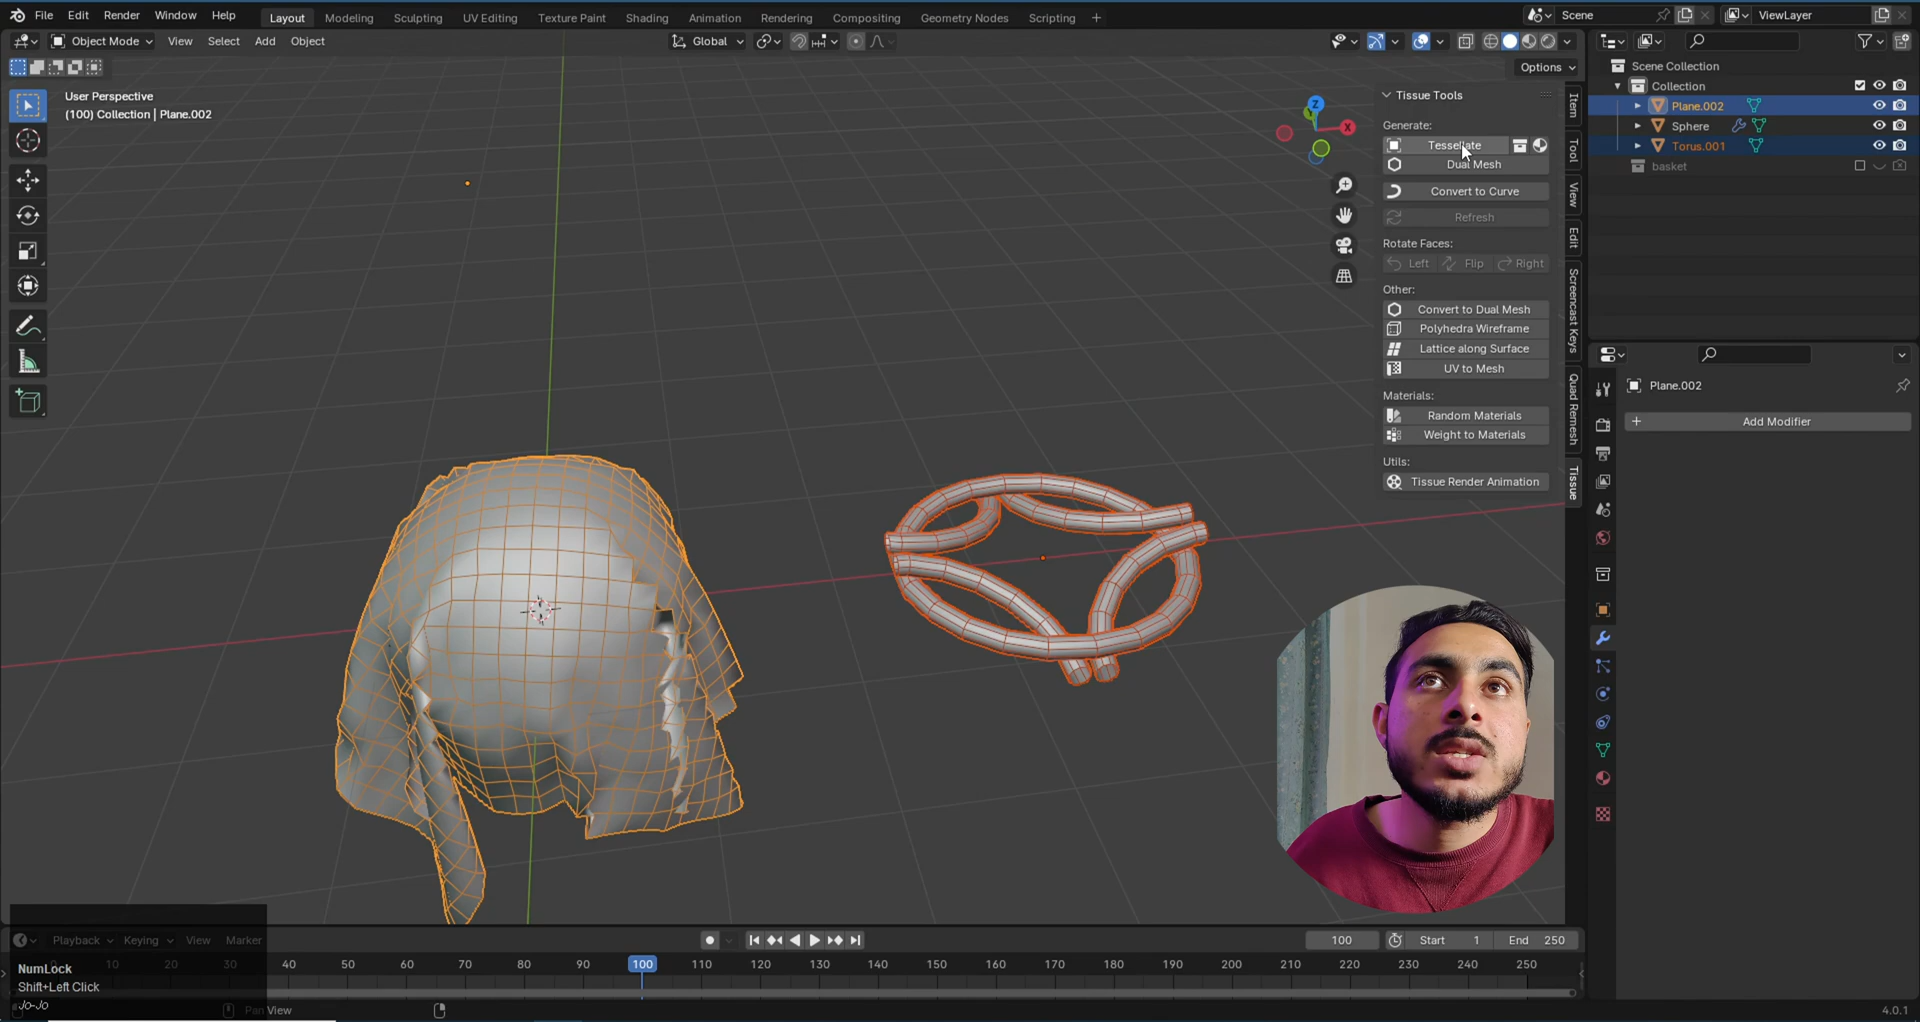 File Edit Render Window Help Layout Modeling Sculpting UV Editing Texture Paint Shading Animation Rendering Compositing Geometry Nodes Scripting + Scene ViewLayer
Object Mode View Select Add Object Global
Options
User Perspective
(100) Collection | Plane.002
Z
X
Tissue Tools
Generate:
Tessellate
Dual Mesh
Convert to Curve
Refresh
Rotate Faces:
Left Flip Right
Other:
Convert to Dual Mesh
Polyhedra Wireframe
Lattice along Surface
UV to Mesh
Materials:
Random Materials
Weight to Materials
Utils:
Tissue Render Animation
Item
Tool
View
Edit
Screencast Keys
Quad Remesh
Tissue
Scene Collection
Collection
Plane.002
Sphere
Torus.001
basket
Plane.002
+ Add Modifier
Playback Keying View Marker 100 Start 1 End 250
10 20 30 40 50 60 70 80 90 100 110 120 130 140 150 160 170 180 190 200 210 220 230 240 250
NumLock
Shift+Left Click
Jo-Jo
Pan View
4.0.1